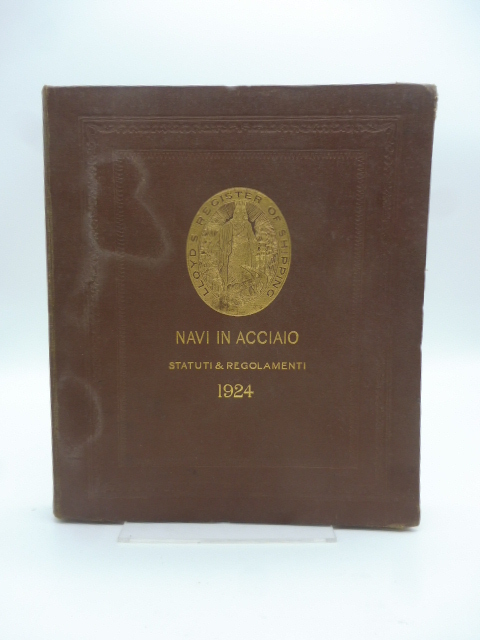 LLOYD'S REGISTER OF SHIPPING
NAVI IN ACCIAIO
STATUTI & REGOLAMENTI
1924